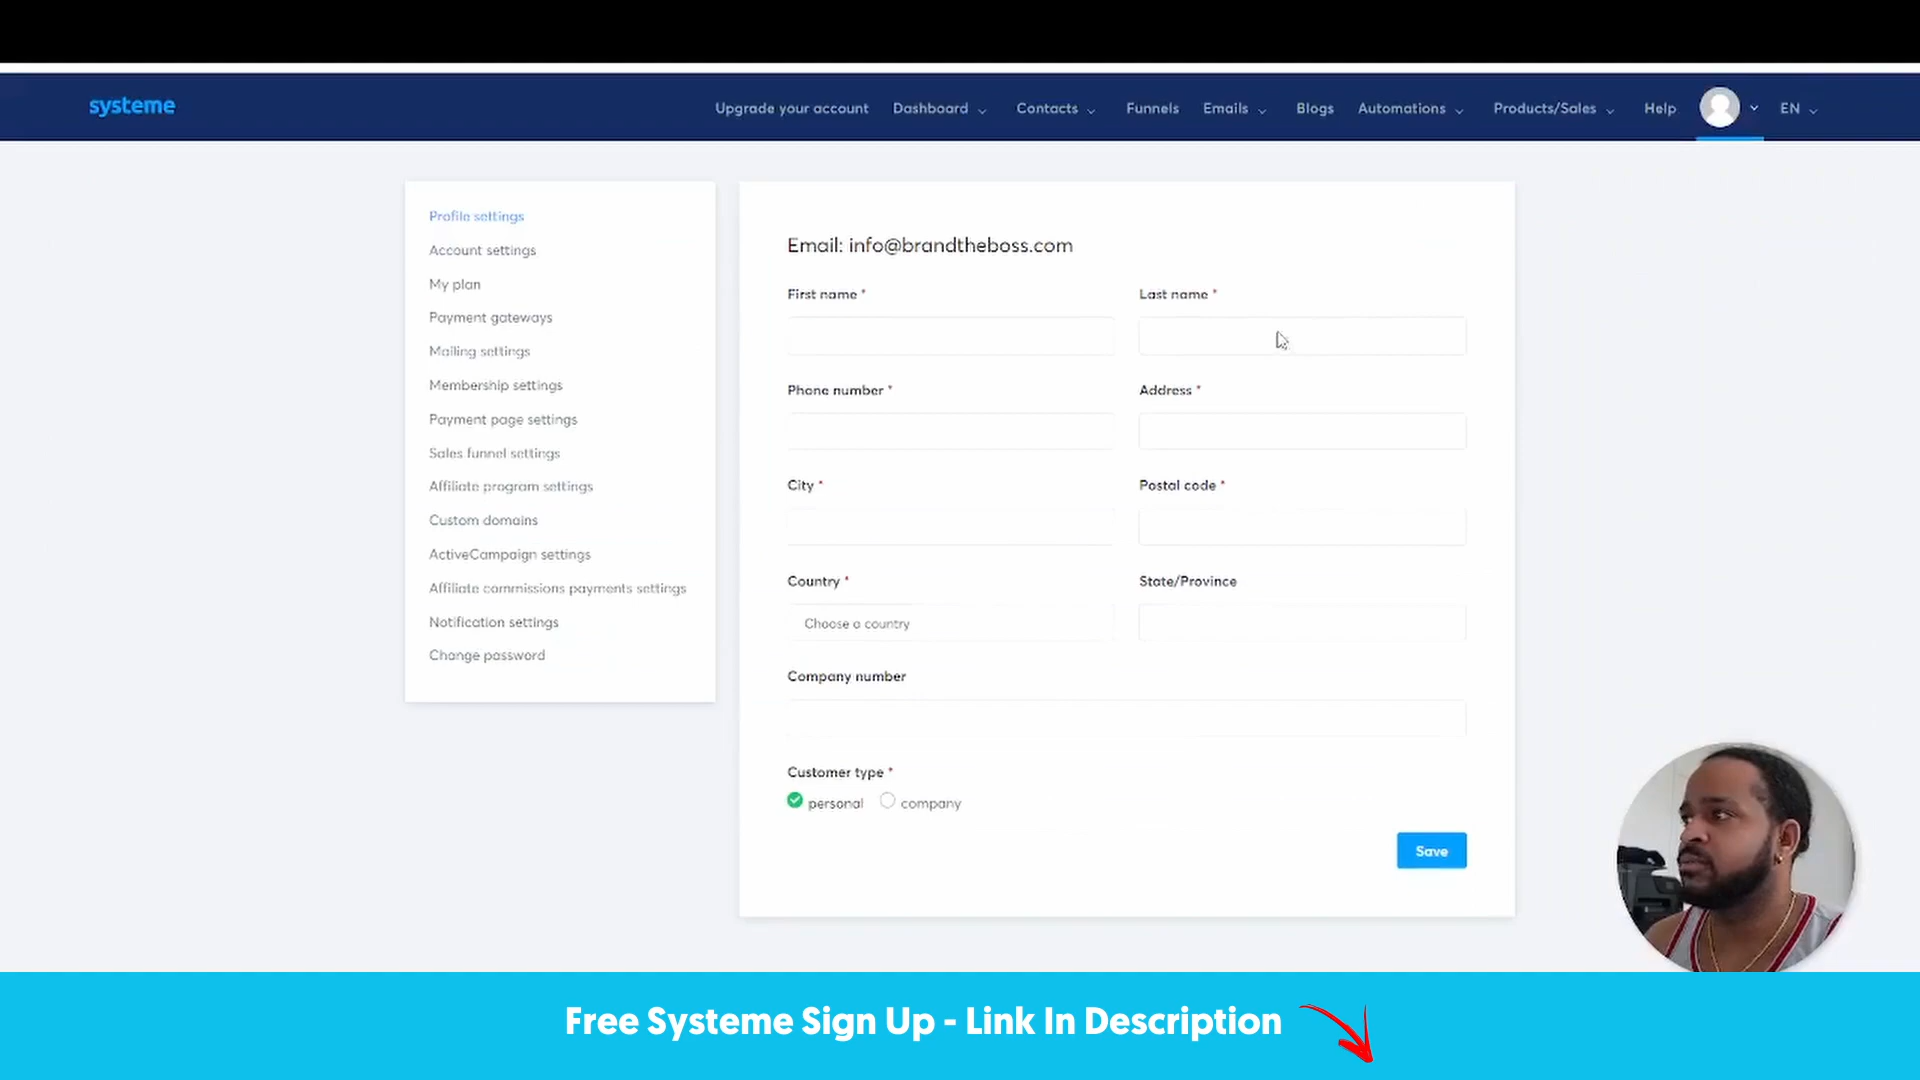 systeme
Upgrade your account Dashboard Contacts Funnels Emails Blogs Automations Products/Sales Help EN
Profile settings
Account settings
My plan
Payment gateways
Mailing settings
Membership settings
Payment page settings
Sales funnel settings
Affiliate program settings
Custom domains
ActiveCampaign settings
Affiliate commissions payments settings
Notification settings
Change password
Email: info@brandtheboss.com
First name * Last name *
Phone number * Address *
City * Postal code *
Country * State/Province
Choose a country
Company number
Customer type *
personal company
Save
Free Systeme Sign Up - Link In Description